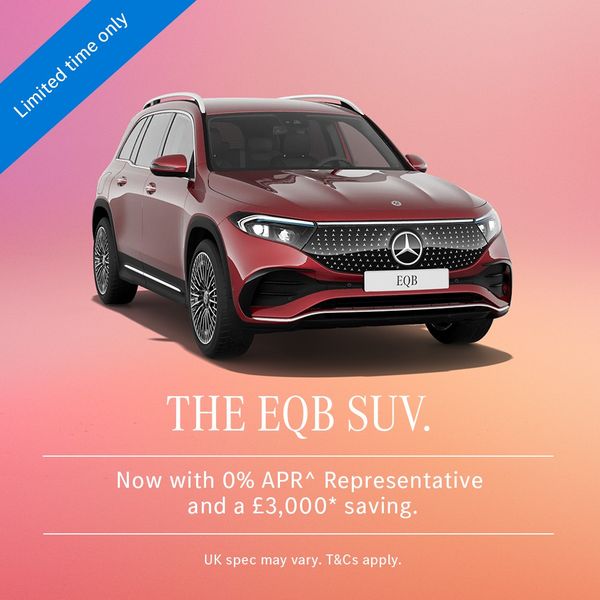 Limited time only
EQB
THE EQB SUV.
Now with 0% APR^ Representative
and a £3,000* saving.
UK spec may vary. T&Cs apply.